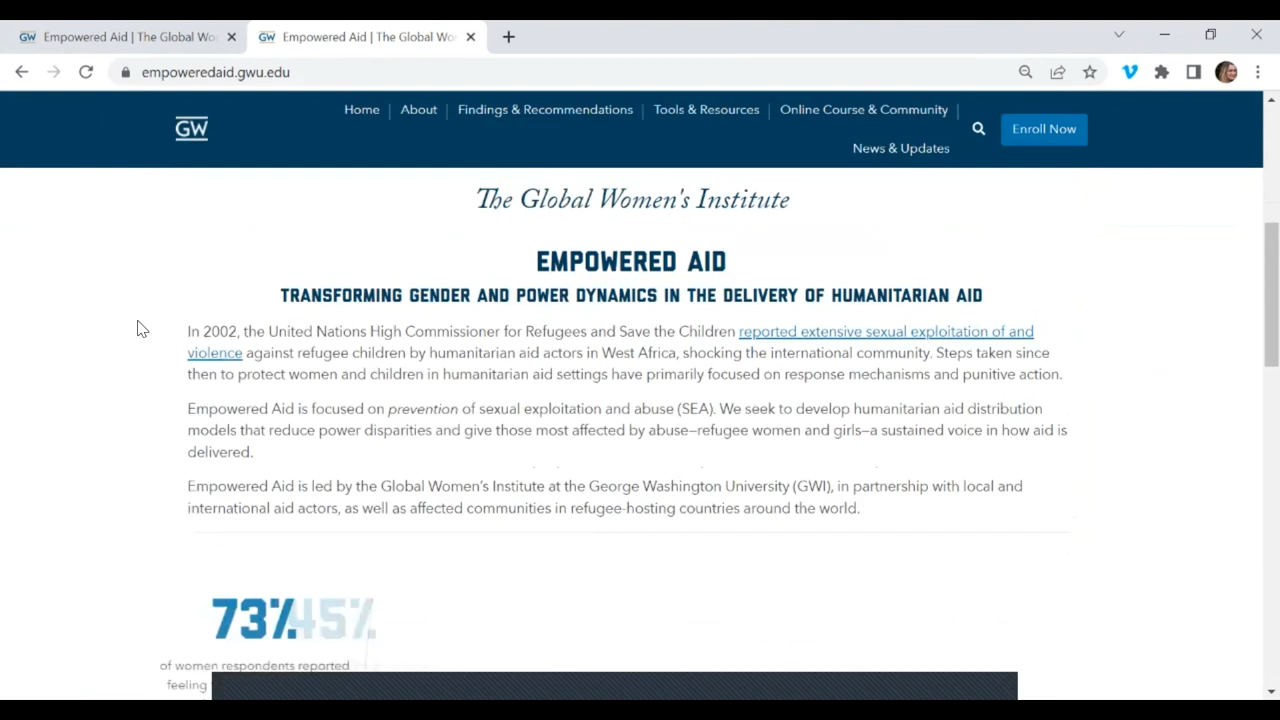 GW Empowered Aid | The Global Wo
GW Empowered Aid | The Global Wo
empoweredaid.gwu.edu
Home About Findings & Recommendations Tools & Resources Online Course & Community
GW
Enroll Now
News & Updates
The Global Women's Institute
EMPOWERED AID
TRANSFORMING GENDER AND POWER DYNAMICS IN THE DELIVERY OF HUMANITARIAN AID
In 2002, the United Nations High Commissioner for Refugees and Save the Children reported extensive sexual exploitation of and
violence against refugee children by humanitarian aid actors in West Africa, shocking the international community. Steps taken since
then to protect women and children in humanitarian aid settings have primarily focused on response mechanisms and punitive action.
Empowered Aid is focused on prevention of sexual exploitation and abuse (SEA). We seek to develop humanitarian aid distribution
models that reduce power disparities and give those most affected by abuse—refugee women and girls—a sustained voice in how aid is
delivered.
Empowered Aid is led by the Global Women's Institute at the George Washington University (GWI), in partnership with local and
international aid actors, as well as affected communities in refugee-hosting countries around the world.
73% 45%
of women respondents reported
feeling